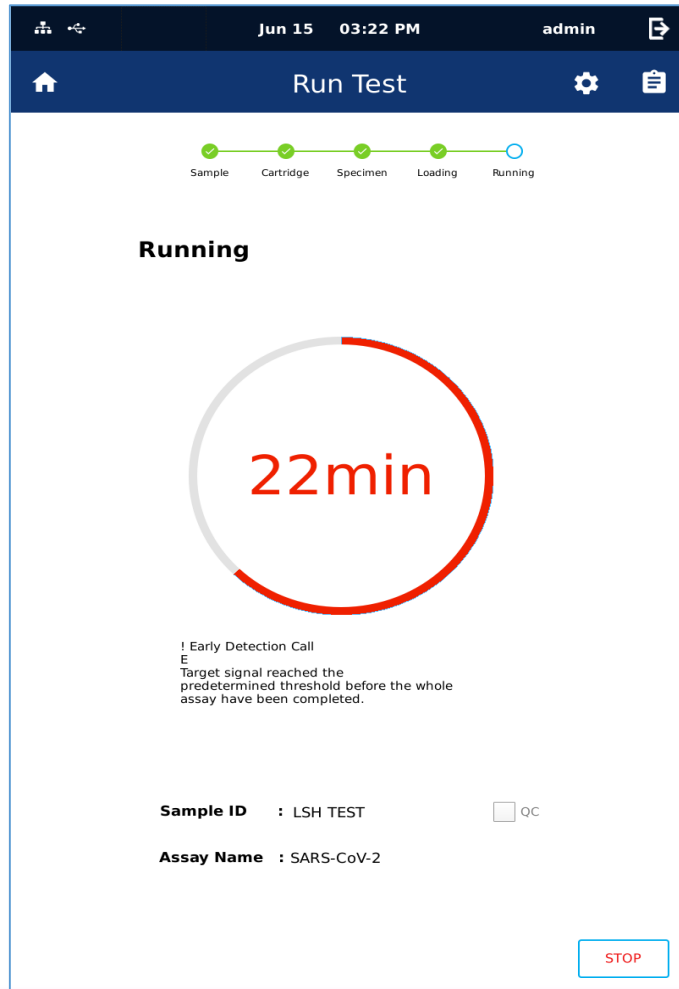 Jun 15 03:22 PM admin
Run Test
Sample Cartridge Specimen Loading Running
Running
22min
! Early Detection Call
E
Target signal reached the
predetermined threshold before the whole
assay have been completed.
Sample ID : LSH TEST QC
Assay Name : SARS-CoV-2
STOP